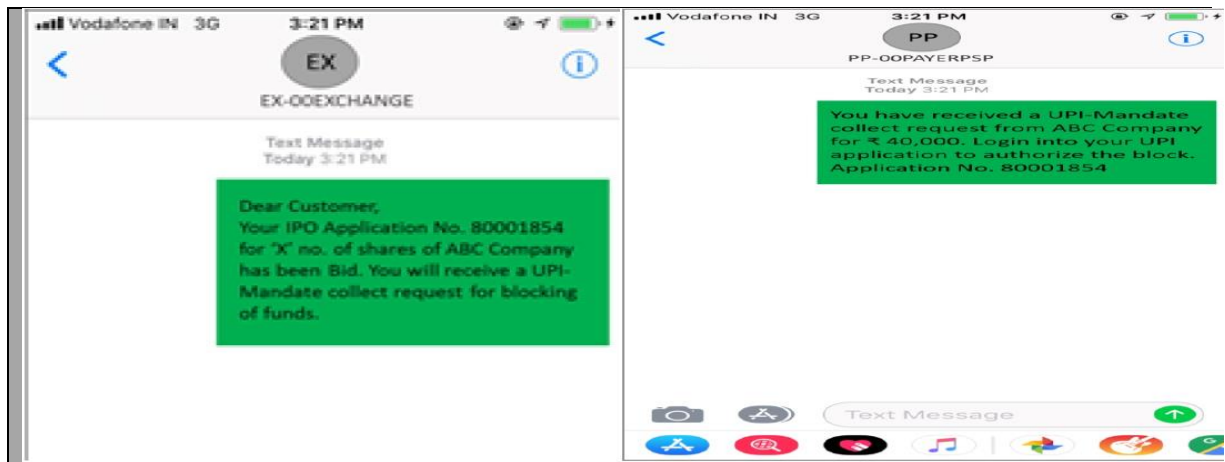 Vodafone IN 3G 3:21 PM
EX
EX-00EXCHANGE
Text Message
Today 3:21 PM
Dear Customer,
Your IPO Application No. 80001854
for 'X' no. of shares of ABC Company
has been Bid. You will receive a UPI-
Mandate collect request for blocking
of funds.
Vodafone IN 3G 3:21 PM
PP
PP-00PAYERPSP
Text Message
Today 3:21 PM
You have received a UPI-Mandate
collect request from ABC Company
for ₹ 40,000. Login into your UPI
application to authorize the block.
Application No. 80001854
Text Message
G